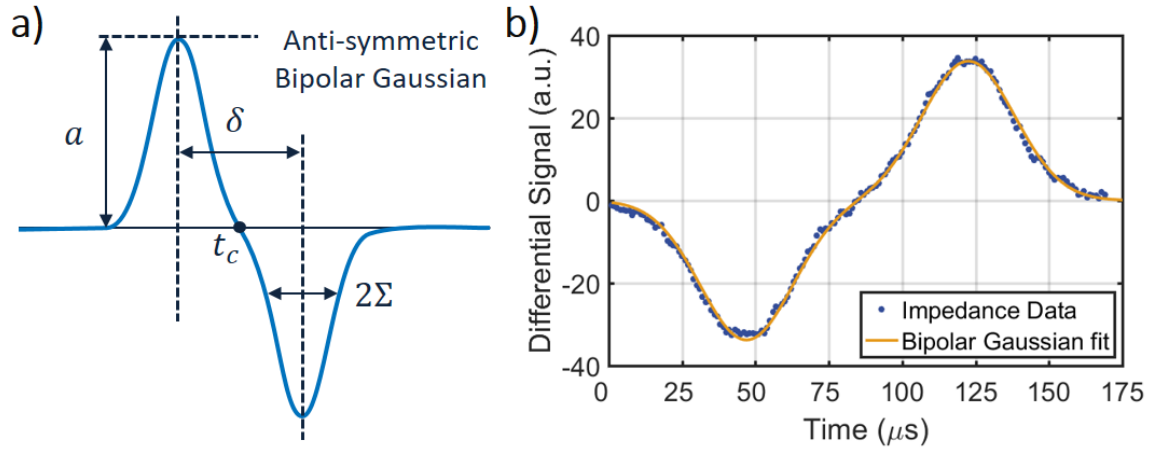 a)
Anti-symmetric
Bipolar Gaussian
a
δ
t_c
2Σ
b)
Differential Signal (a.u.)
40
20
0
-20
-40
Impedance Data
Bipolar Gaussian fit
0 25 50 75 100 125 150 175
Time (μs)